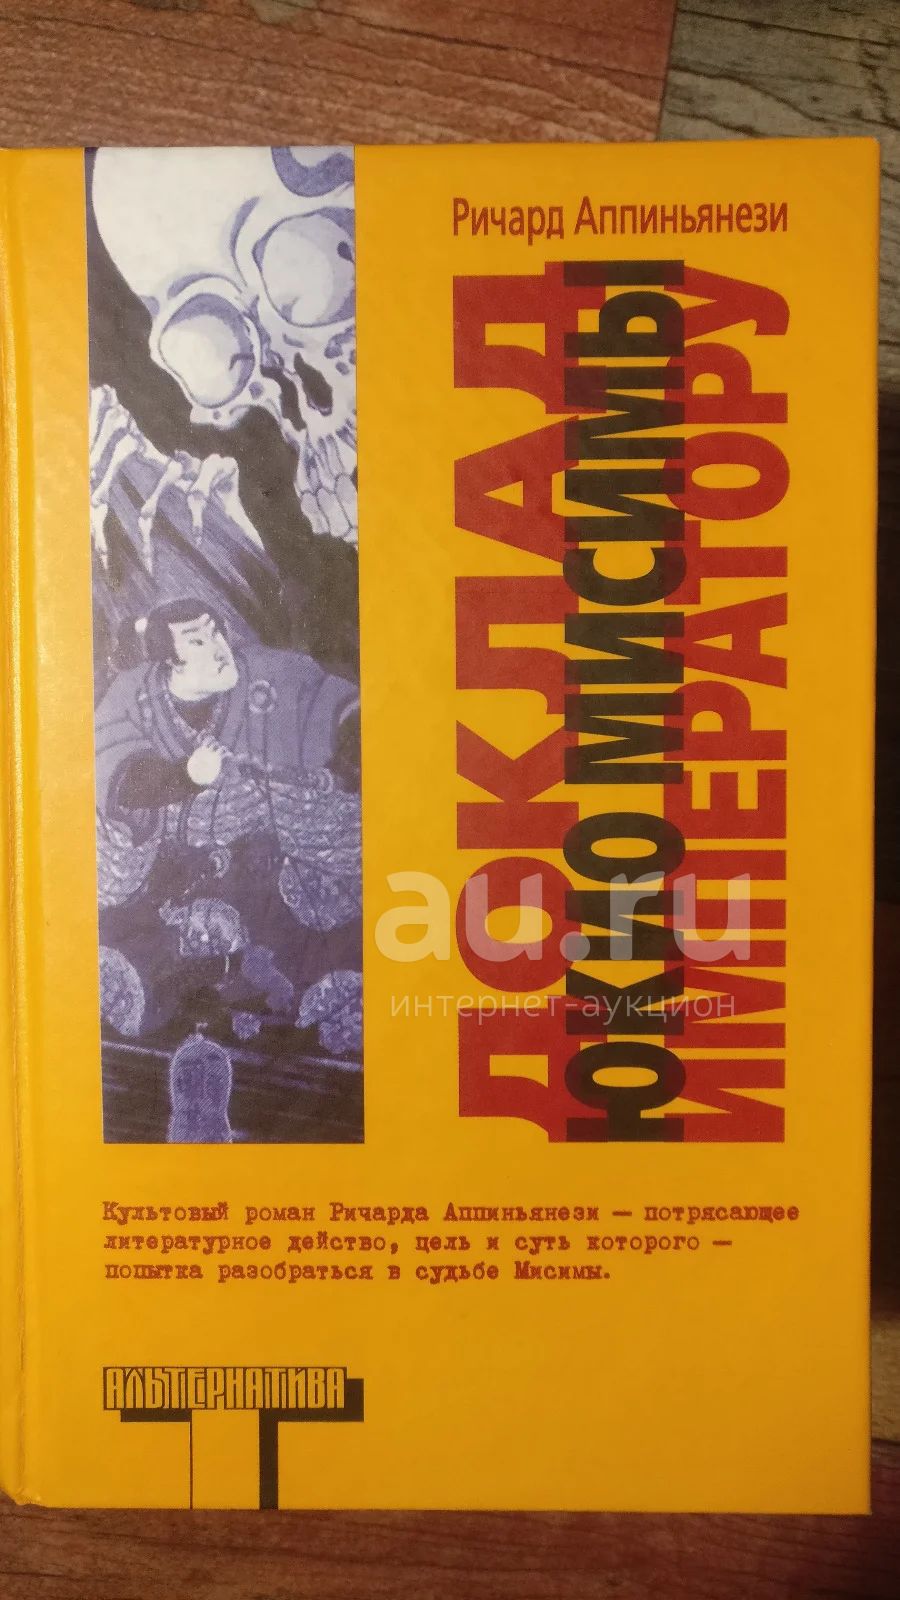 Ричард Аппиньянези
ДОКЛАД
ЮКИО МИСИМЫ
ИМПЕРАТОРУ
au.ru
интернет-аукцион
Культовый роман Ричарда Аппиньянези — потрясающее
литературное действо, цель и суть которого —
попытка разобраться в судьбе Мисимы.
АЛЬТЕРНАТИВА